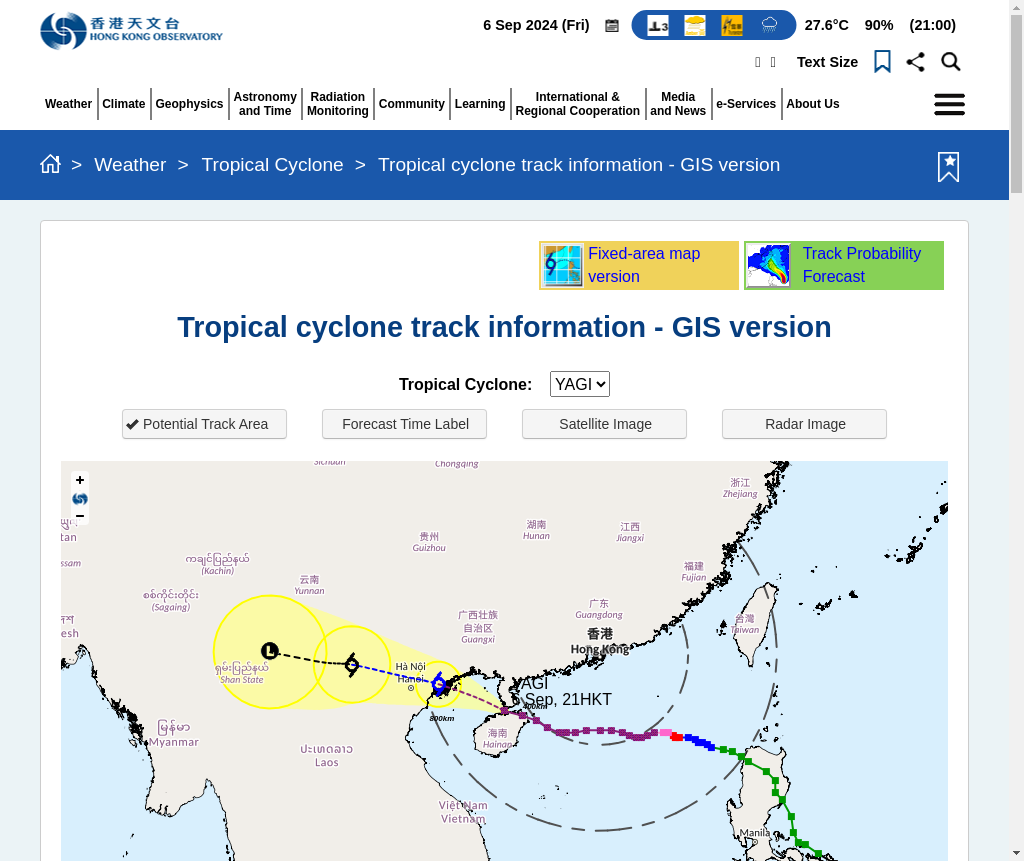 香港天文台
HONG KONG OBSERVATORY
6 Sep 2024 (Fri)
27.6°C 90% (21:00)
Text Size
Weather
Climate
Geophysics
Astronomy
and Time
Radiation
Monitoring
Community
Learning
International &
Regional Cooperation
Media
and News
e-Services
About Us
> Weather > Tropical Cyclone > Tropical cyclone track information - GIS version
Fixed-area map
version
Track Probability
Forecast
Tropical cyclone track information - GIS version
Tropical Cyclone:
YAGI
Potential Track Area
Forecast Time Label
Satellite Image
Radar Image
+
−
Sichuan
Chongqing
浙江
Zhejiang
湖南
Hunan
江西
Jiangxi
贵州
Guizhou
tan
ssam
ကချင်ပြည်နယ်
(Kachin)
云南
Yunnan
福建
Fujian
စစ်ကိုင်းတိုင်း
(Sagaing)
广西壮族
自治区
Guangxi
广东
Guangdong
台灣
Taiwan
香港
Hong Kong
esh
ရှမ်းပြည်နယ်
Shan State
L
Hà Nội
Hanoi
AGI
Sep, 21HKT
400km
800km
海南
Hainan
မြန်မာ
Myanmar
ປະເທດລາວ
Laos
Việt Nam
Vietnam
Manila